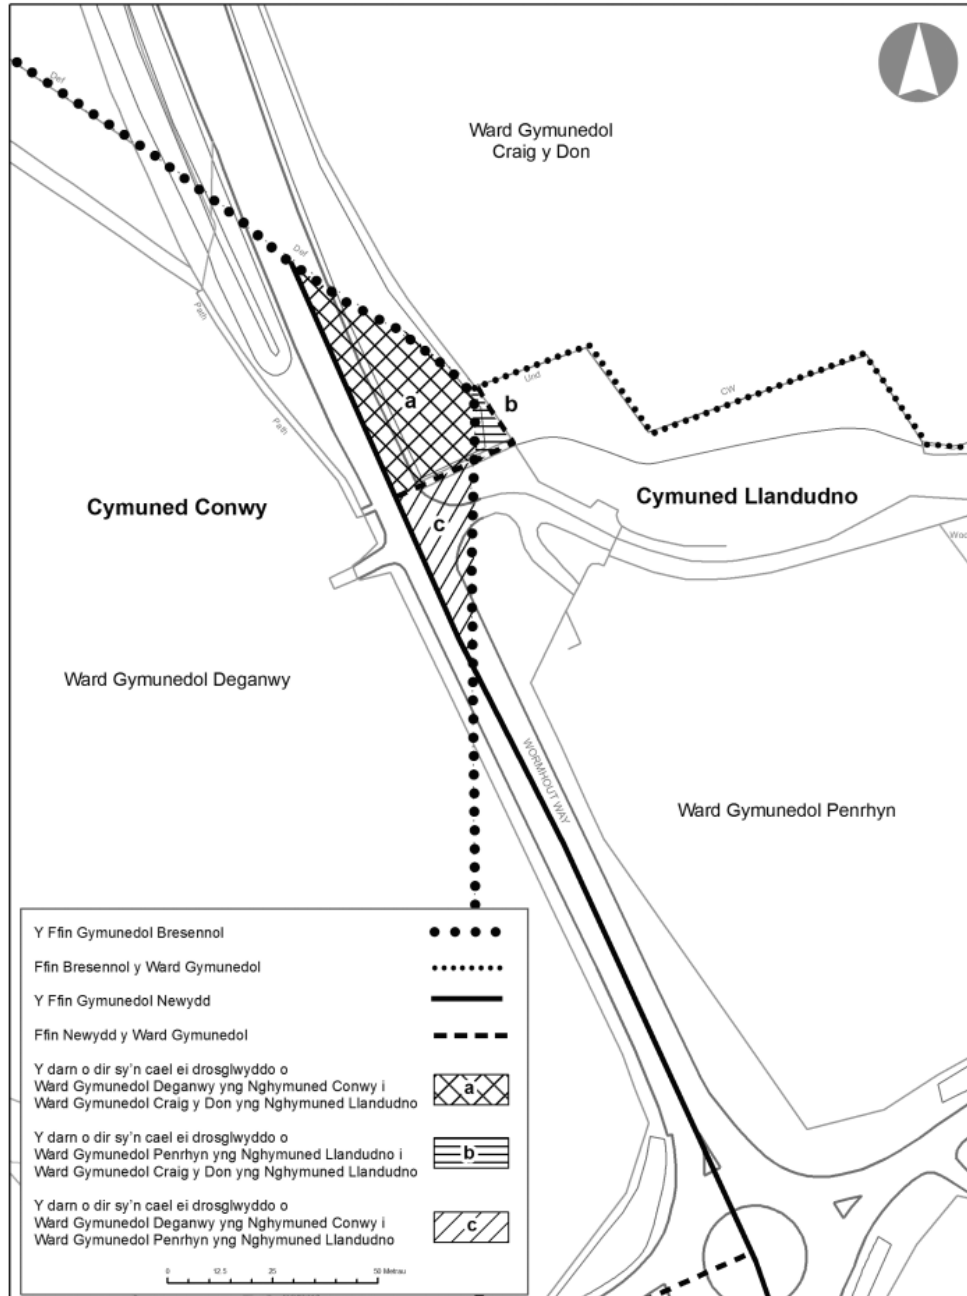 Def
Ward Gymunedol
Craig y Don
Def
Path
Path
a
b
Und
CW
Cymuned Conwy
c
Cymuned Llandudno
Ward Gymunedol Deganwy
WORMHOUT WAY
Ward Gymunedol Penrhyn
Y Ffin Gymunedol Bresennol
Ffin Bresennol y Ward Gymunedol
Y Ffin Gymunedol Newydd
Ffin Newydd y Ward Gymunedol
Y darn o dir sy'n cael ei drosglwyddo o
Ward Gymunedol Deganwy yng Nghymuned Conwy i
Ward Gymunedol Craig y Don yng Nghymuned Llandudno
a
Y darn o dir sy'n cael ei drosglwyddo o
Ward Gymunedol Penrhyn yng Nghymuned Llandudno i
Ward Gymunedol Craig y Don yng Nghymuned Llandudno
b
Y darn o dir sy'n cael ei drosglwyddo o
Ward Gymunedol Deganwy yng Nghymuned Conwy i
Ward Gymunedol Penrhyn yng Nghymuned Llandudno
c
0 12.5 25 50 Metrau